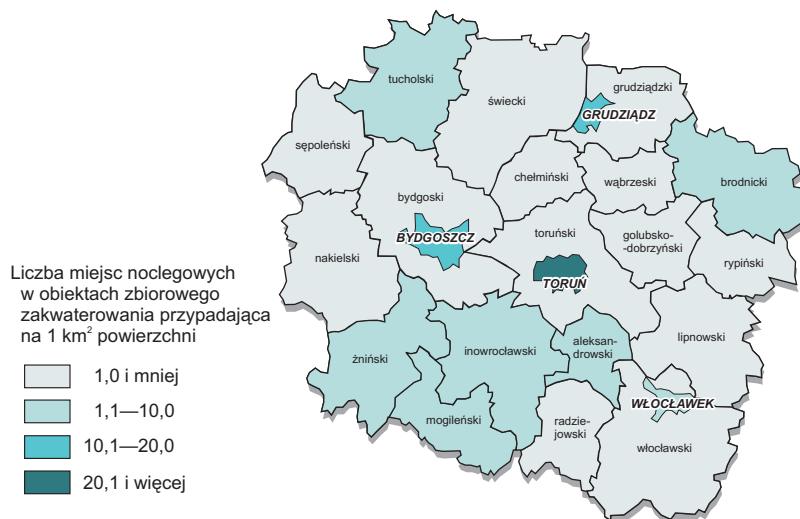 tucholski
świecki
grudziądzki
GRUDZIĄDZ
sępoleński
chełmiński
wąbrzeski
brodnicki
bydgoski
BYDGOSZCZ
toruński
golubsko-
-dobrzyński
nakielski
rypiński
TORUŃ
Liczba miejsc noclegowych
w obiektach zbiorowego
zakwaterowania przypadająca
na 1 km² powierzchni
żniński
inowrocławski
aleksan-
drowski
lipnowski
WŁOCŁAWEK
mogileński
radzie-
jowski
włocławski
1,0 i mniej
1,1—10,0
10,1—20,0
20,1 i więcej